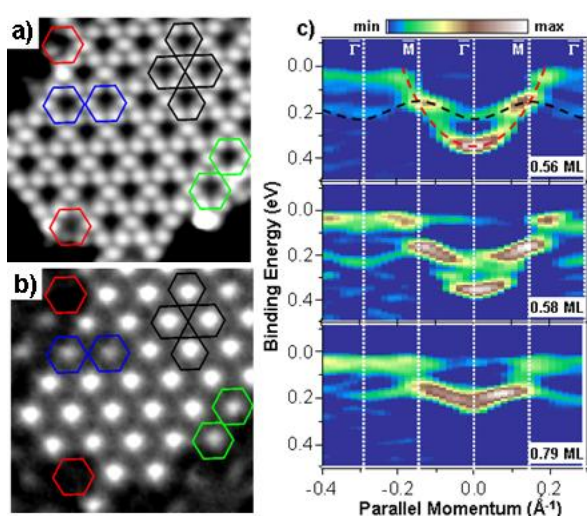 a)
b)
c)
min max
Γ̅ M̅ Γ̅ M̅ Γ̅
0.0
0.2
0.4
0.56 ML
0.0
0.2
0.4
0.58 ML
0.0
0.2
0.4
0.79 ML
Binding Energy (eV)
-0.4 -0.2 0.0 0.2
Parallel Momentum (Å⁻¹)